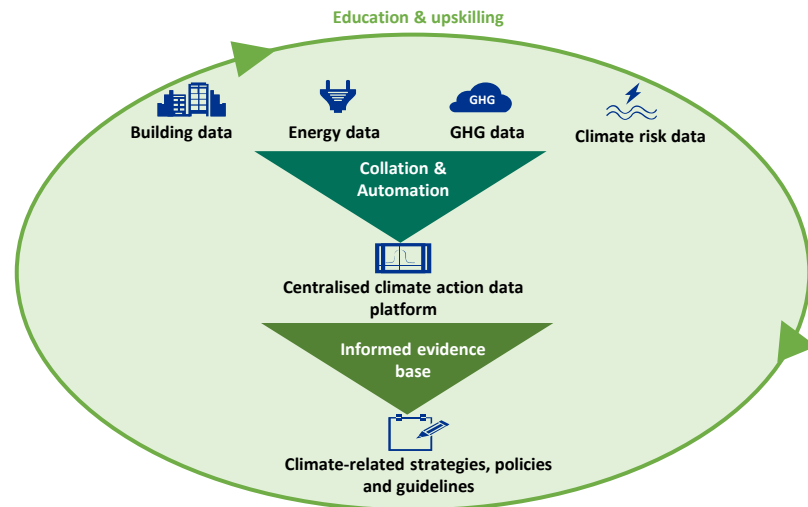 Education & upskilling
GHG
Building data
Energy data
GHG data
Climate risk data
Collation &
Automation
Centralised climate action data
platform
Informed evidence
base
Climate-related strategies, policies
and guidelines